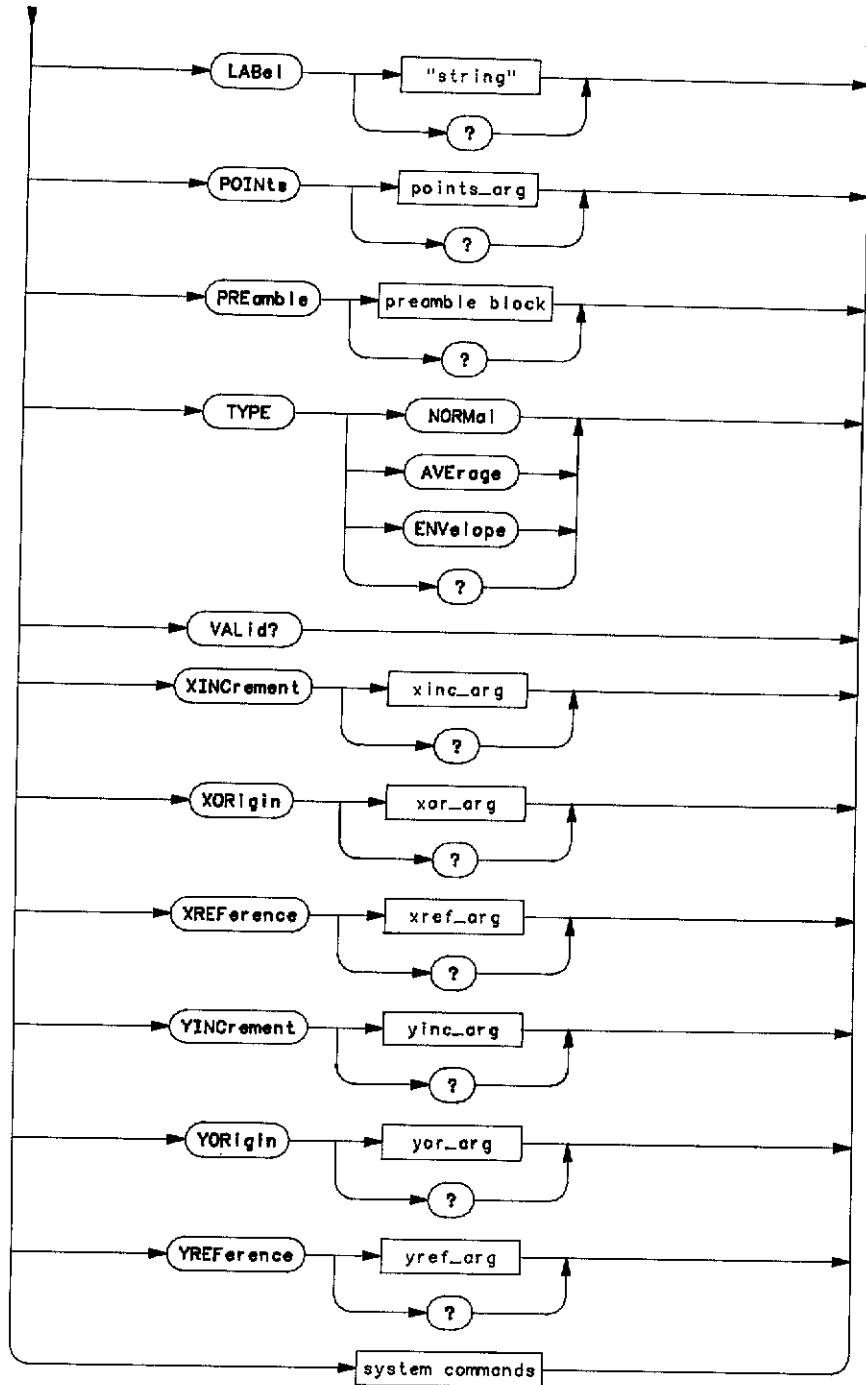 LABel "string"
?
POINts points_arg
?
PREamble preamble block
?
TYPE NORMal
AVErage
ENVelope
?
VALid?
XINCrement xinc_arg
?
XORigin xor_arg
?
XREFerence xref_arg
?
YINCrement yinc_arg
?
YORigin yor_arg
?
YREFerence yref_arg
?
system commands